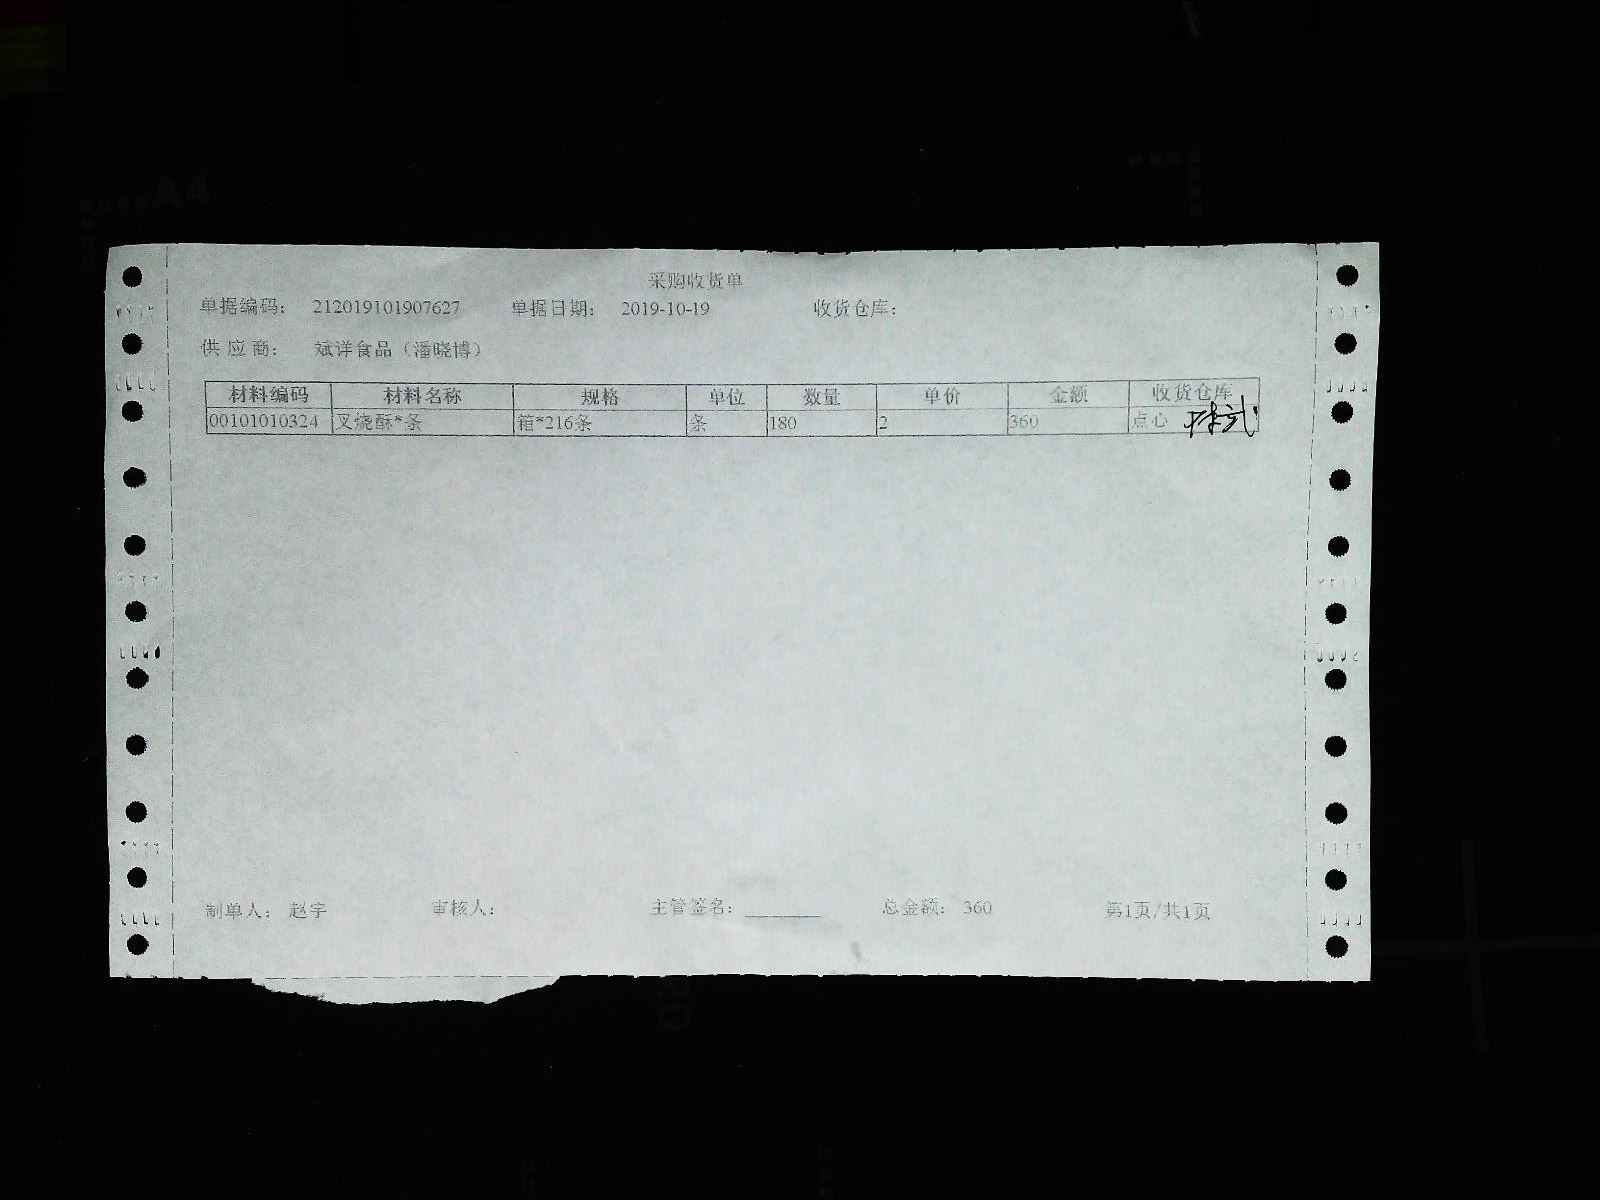 A4
采购收货单
单据编码： 212019101907627 单据日期： 2019-10-19 收货仓库：
供应商： 斌详食品（潘晓博）
材料编码 材料名称 规格 单位 数量 单价 金额 收货仓库
00101010324 叉烧酥*条 箱*216条 条 180 2 360 点心
制单人： 赵宇 审核人： 主管签名： 总金额： 360 第1页/共1页